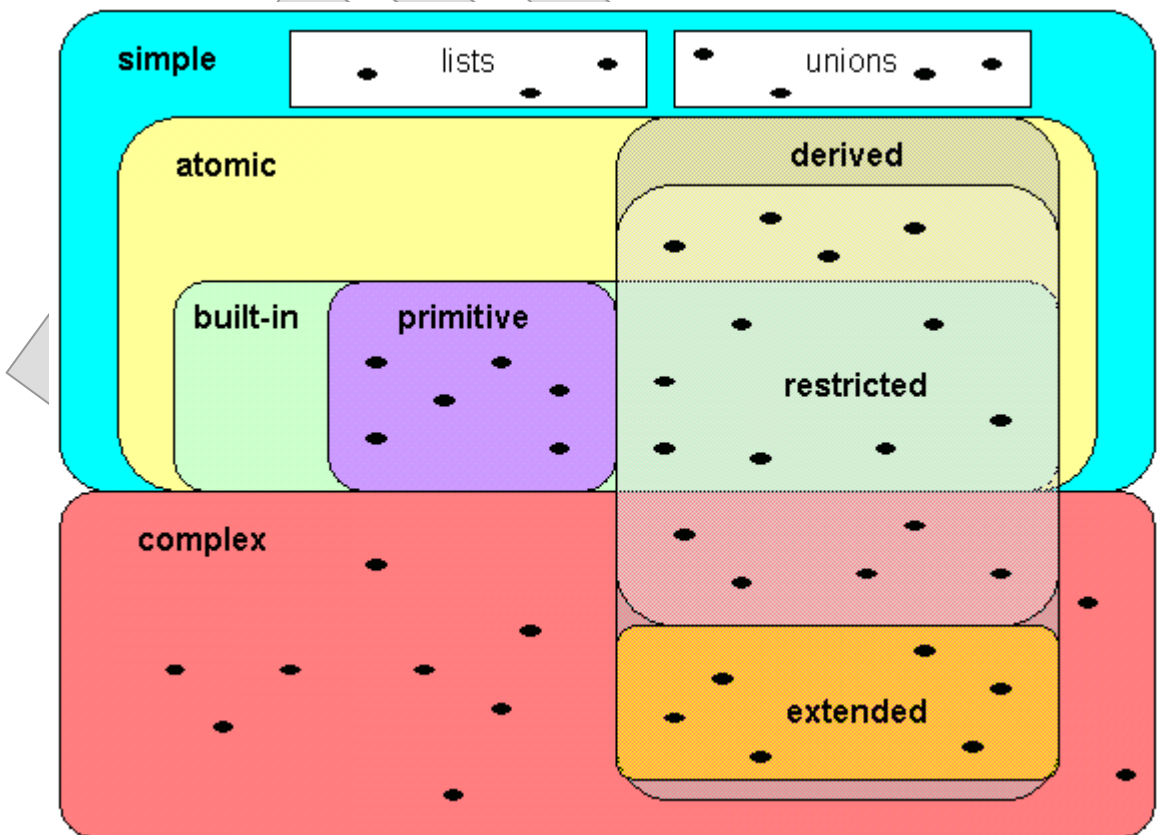 simple
lists
unions
atomic
derived
built-in
primitive
restricted
complex
extended